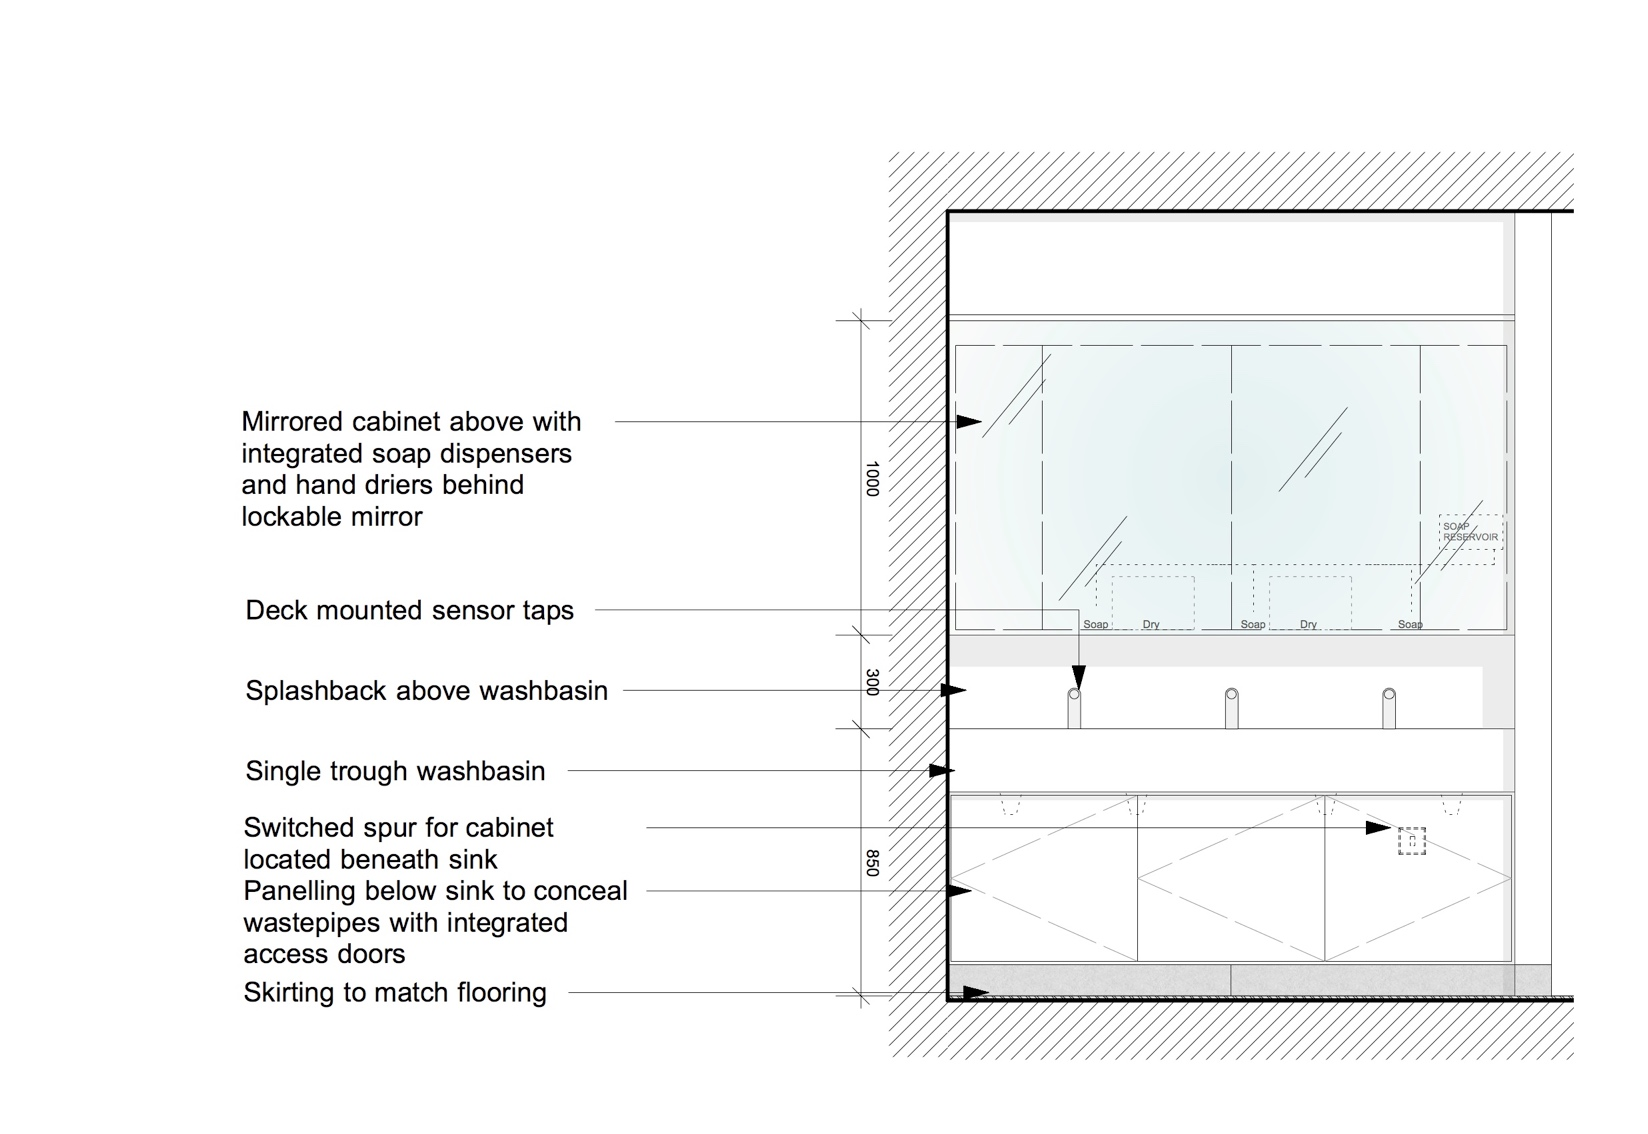 Mirrored cabinet above with
integrated soap dispensers
and hand driers behind
lockable mirror
Deck mounted sensor taps
Splashback above washbasin
Single trough washbasin
Switched spur for cabinet
located beneath sink
Panelling below sink to conceal
wastepipes with integrated
access doors
Skirting to match flooring
1000
300
850
SOAP
RESERVOIR
Soap
Dry
Soap
Dry
Soap